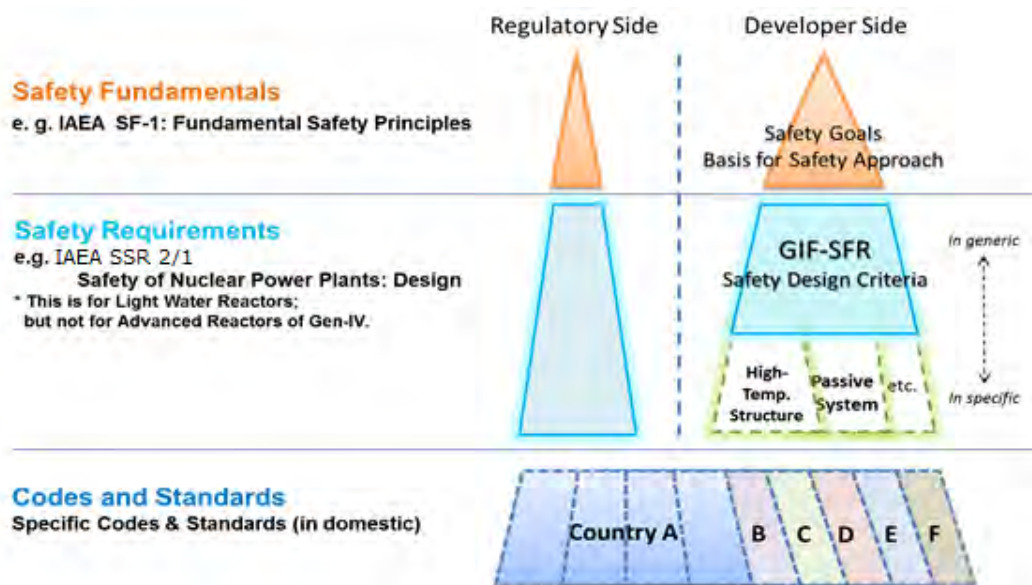 Regulatory Side
Developer Side
Safety Fundamentals
e. g. IAEA SF-1: Fundamental Safety Principles
Safety Goals
Basis for Safety Approach
Safety Requirements
e.g. IAEA SSR 2/1
Safety of Nuclear Power Plants: Design
* This is for Light Water Reactors;
but not for Advanced Reactors of Gen-IV.
GIF-SFR
Safety Design Criteria
In generic
High-
Temp.
Structure
Passive
System
etc.
In specific
Codes and Standards
Specific Codes & Standards (in domestic)
Country A
B
C
D
E
F